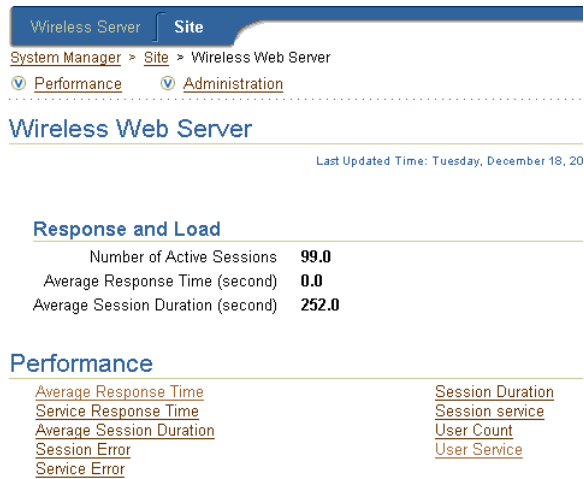 Wireless Server Site
System Manager > Site > Wireless Web Server
Performance Administration
Wireless Web Server
Last Updated Time: Tuesday, December 18, 20
Response and Load
Number of Active Sessions 99.0
Average Response Time (second) 0.0
Average Session Duration (second) 252.0
Performance
Average Response Time Session Duration
Service Response Time Session service
Average Session Duration User Count
Session Error User Service
Service Error